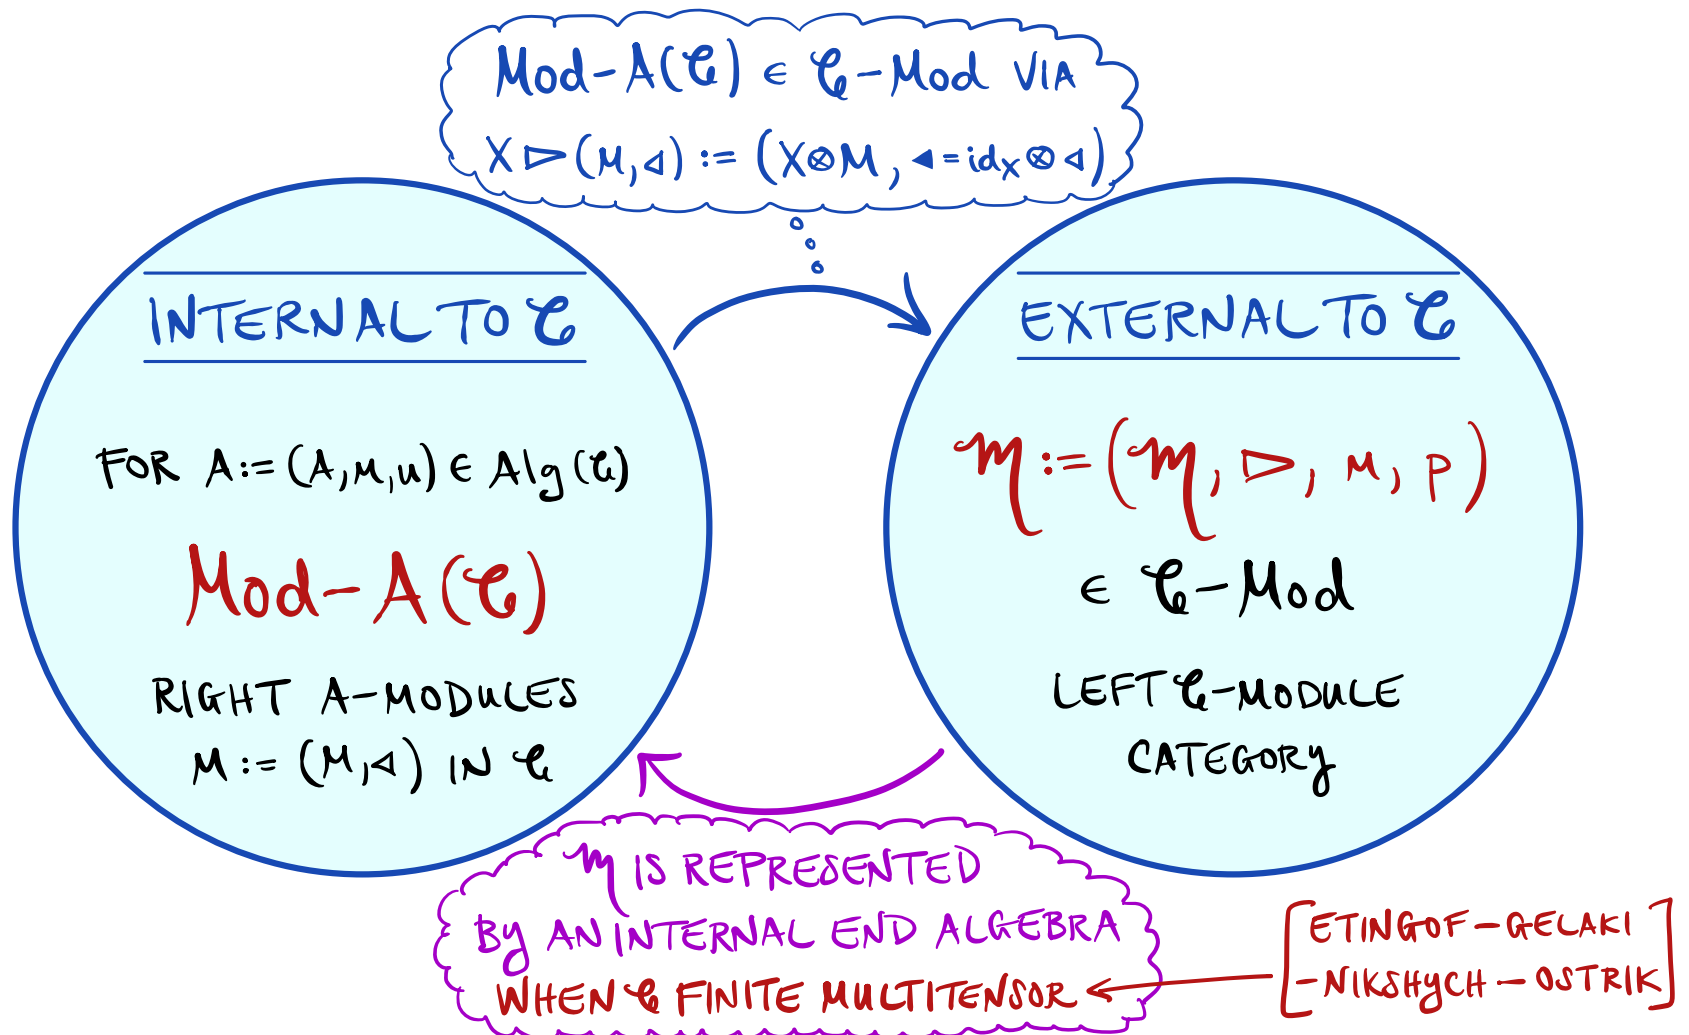 Mod-A(𝒞) ∈ 𝒞-Mod VIA
X ▷ (M,◁) := (X⊗M, ◀ = id_X ⊗ ◁)
INTERNAL TO 𝒞
FOR A := (A,m,u) ∈ Alg(𝒞)
Mod-A(𝒞)
RIGHT A-MODULES
M := (M,◁) IN 𝒞
EXTERNAL TO 𝒞
ℳ := (ℳ, ▷, m, p)
∈ 𝒞-Mod
LEFT 𝒞-MODULE
CATEGORY
ℳ IS REPRESENTED
BY AN INTERNAL END ALGEBRA
WHEN 𝒞 FINITE MULTITENSOR
[ETINGOF-GELAKI
-NIKSHYCH-OSTRIK]